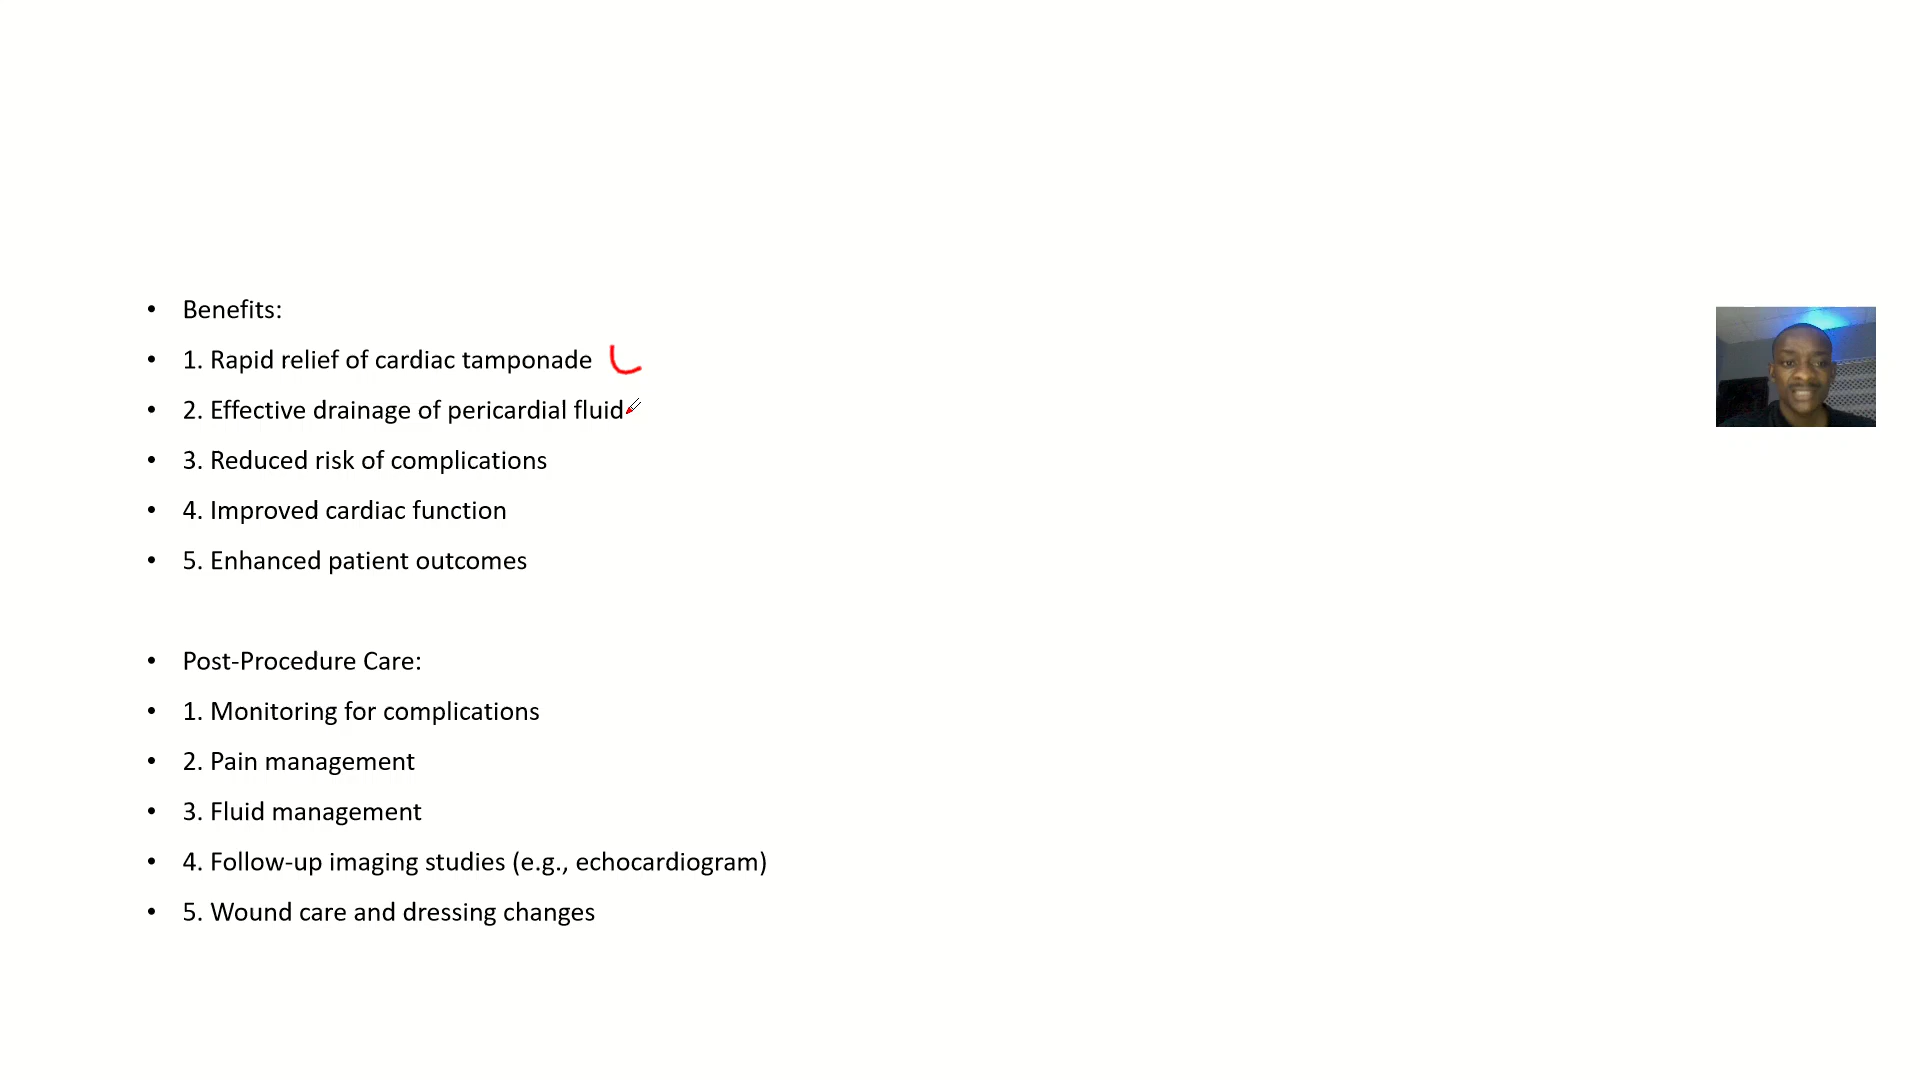 • Benefits:
• 1. Rapid relief of cardiac tamponade
• 2. Effective drainage of pericardial fluid
• 3. Reduced risk of complications
• 4. Improved cardiac function
• 5. Enhanced patient outcomes
• Post-Procedure Care:
• 1. Monitoring for complications
• 2. Pain management
• 3. Fluid management
• 4. Follow-up imaging studies (e.g., echocardiogram)
• 5. Wound care and dressing changes